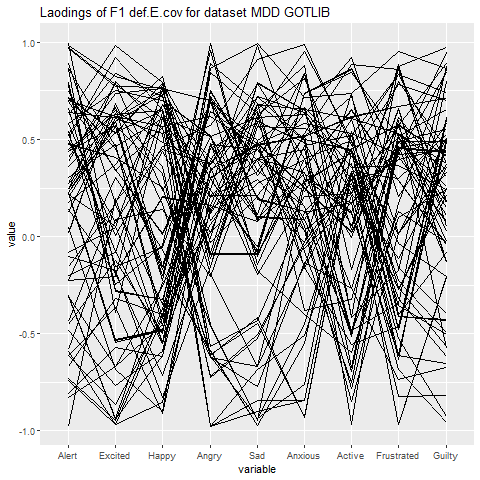 Laodings of F1 def.E.cov for dataset MDD GOTLIB
1.0
0.5
0.0
-0.5
-1.0
value
Alert Excited Happy Angry Sad Anxious Active Frustrated Guilty
variable